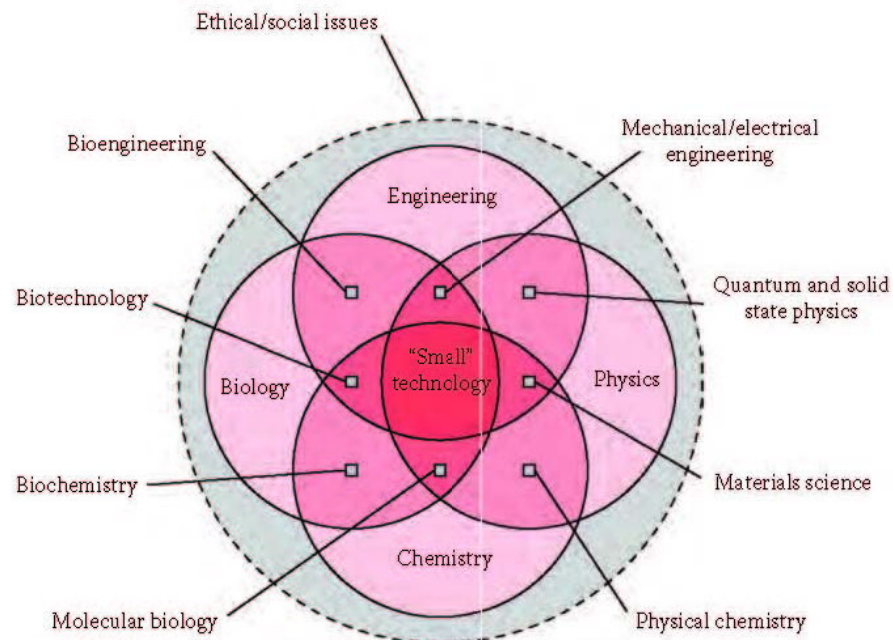 Ethical/social issues
Bioengineering
Mechanical/electrical
engineering
Engineering
Biotechnology
Quantum and solid
state physics
"Small"
technology
Biology
Physics
Biochemistry
Materials science
Chemistry
Molecular biology
Physical chemistry